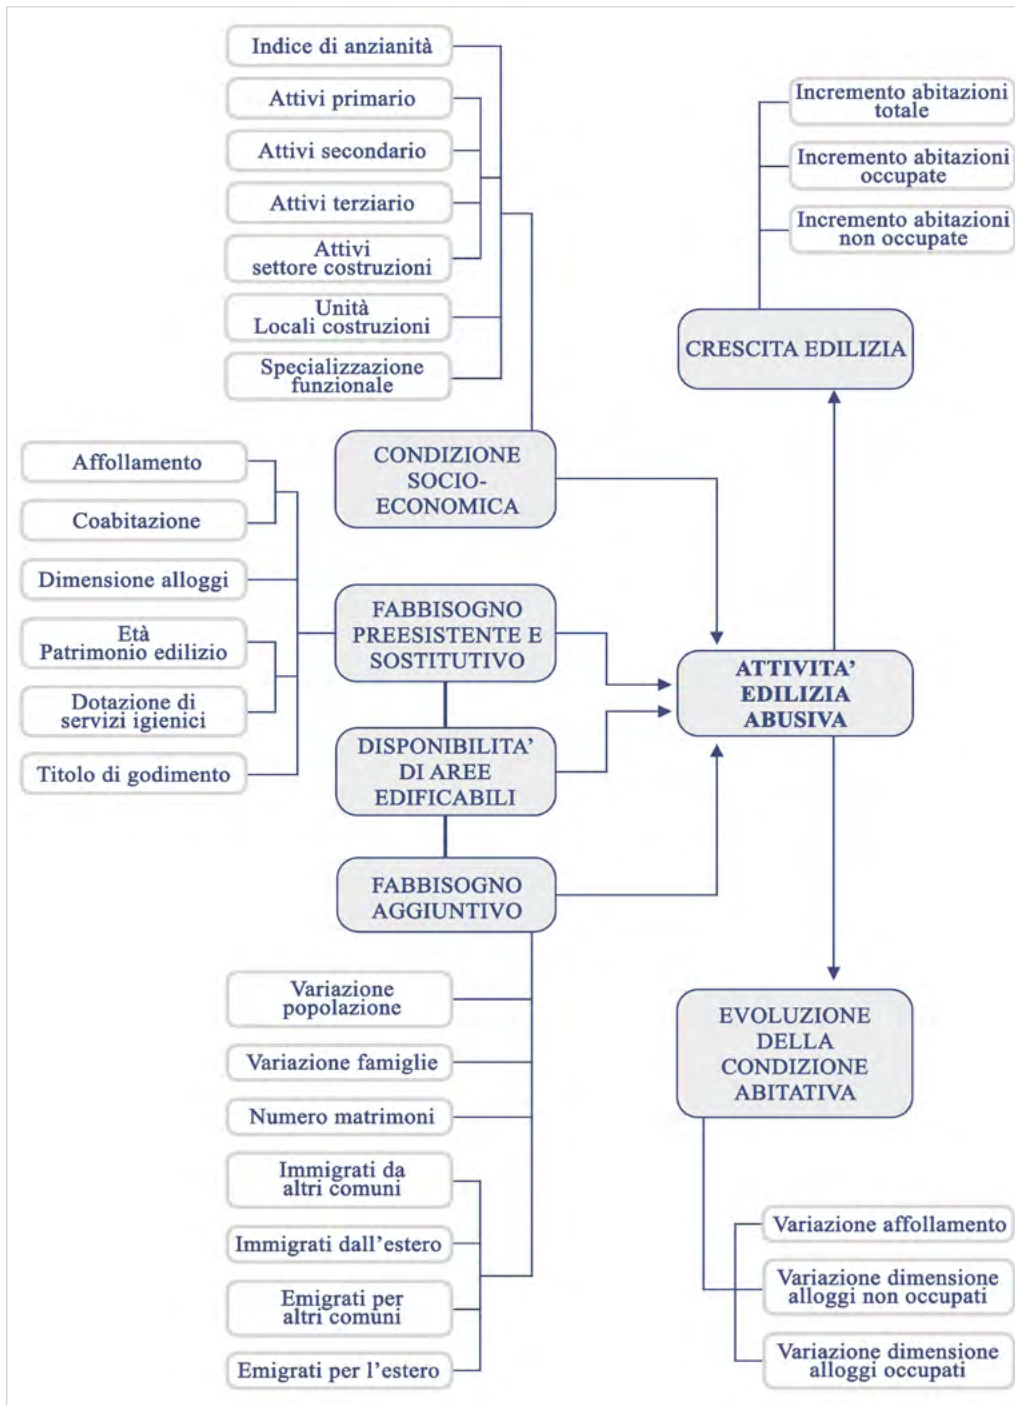 Indice di anzianità
Attivi primario
Attivi secondario
Attivi terziario
Attivi
settore costruzioni
Unità
Locali costruzioni
Specializzazione
funzionale
CONDIZIONE
SOCIO-
ECONOMICA
Affollamento
Coabitazione
Dimensione alloggi
Età
Patrimonio edilizio
Dotazione di
servizi igienici
Titolo di godimento
FABBISOGNO
PREESISTENTE E
SOSTITUTIVO
DISPONIBILITA'
DI AREE
EDIFICABILI
FABBISOGNO
AGGIUNTIVO
Variazione
popolazione
Variazione famiglie
Numero matrimoni
Immigrati da
altri comuni
Immigrati dall'estero
Emigrati per
altri comuni
Emigrati per l'estero
Incremento abitazioni
totale
Incremento abitazioni
occupate
Incremento abitazioni
non occupate
CRESCITA EDILIZIA
ATTIVITA'
EDILIZIA
ABUSIVA
EVOLUZIONE
DELLA
CONDIZIONE
ABITATIVA
Variazione affollamento
Variazione dimensione
alloggi non occupati
Variazione dimensione
alloggi occupati